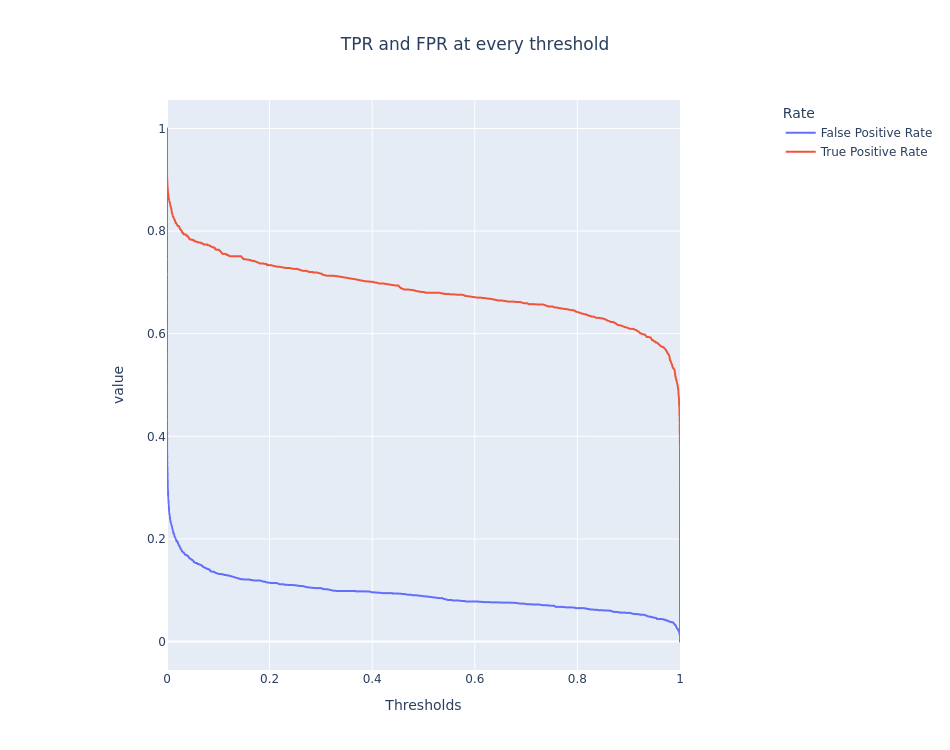 TPR and FPR at every threshold
Rate
False Positive Rate
True Positive Rate
value
1
0.8
0.6
0.4
0.2
0
0
0.2
0.4
0.6
0.8
1
Thresholds